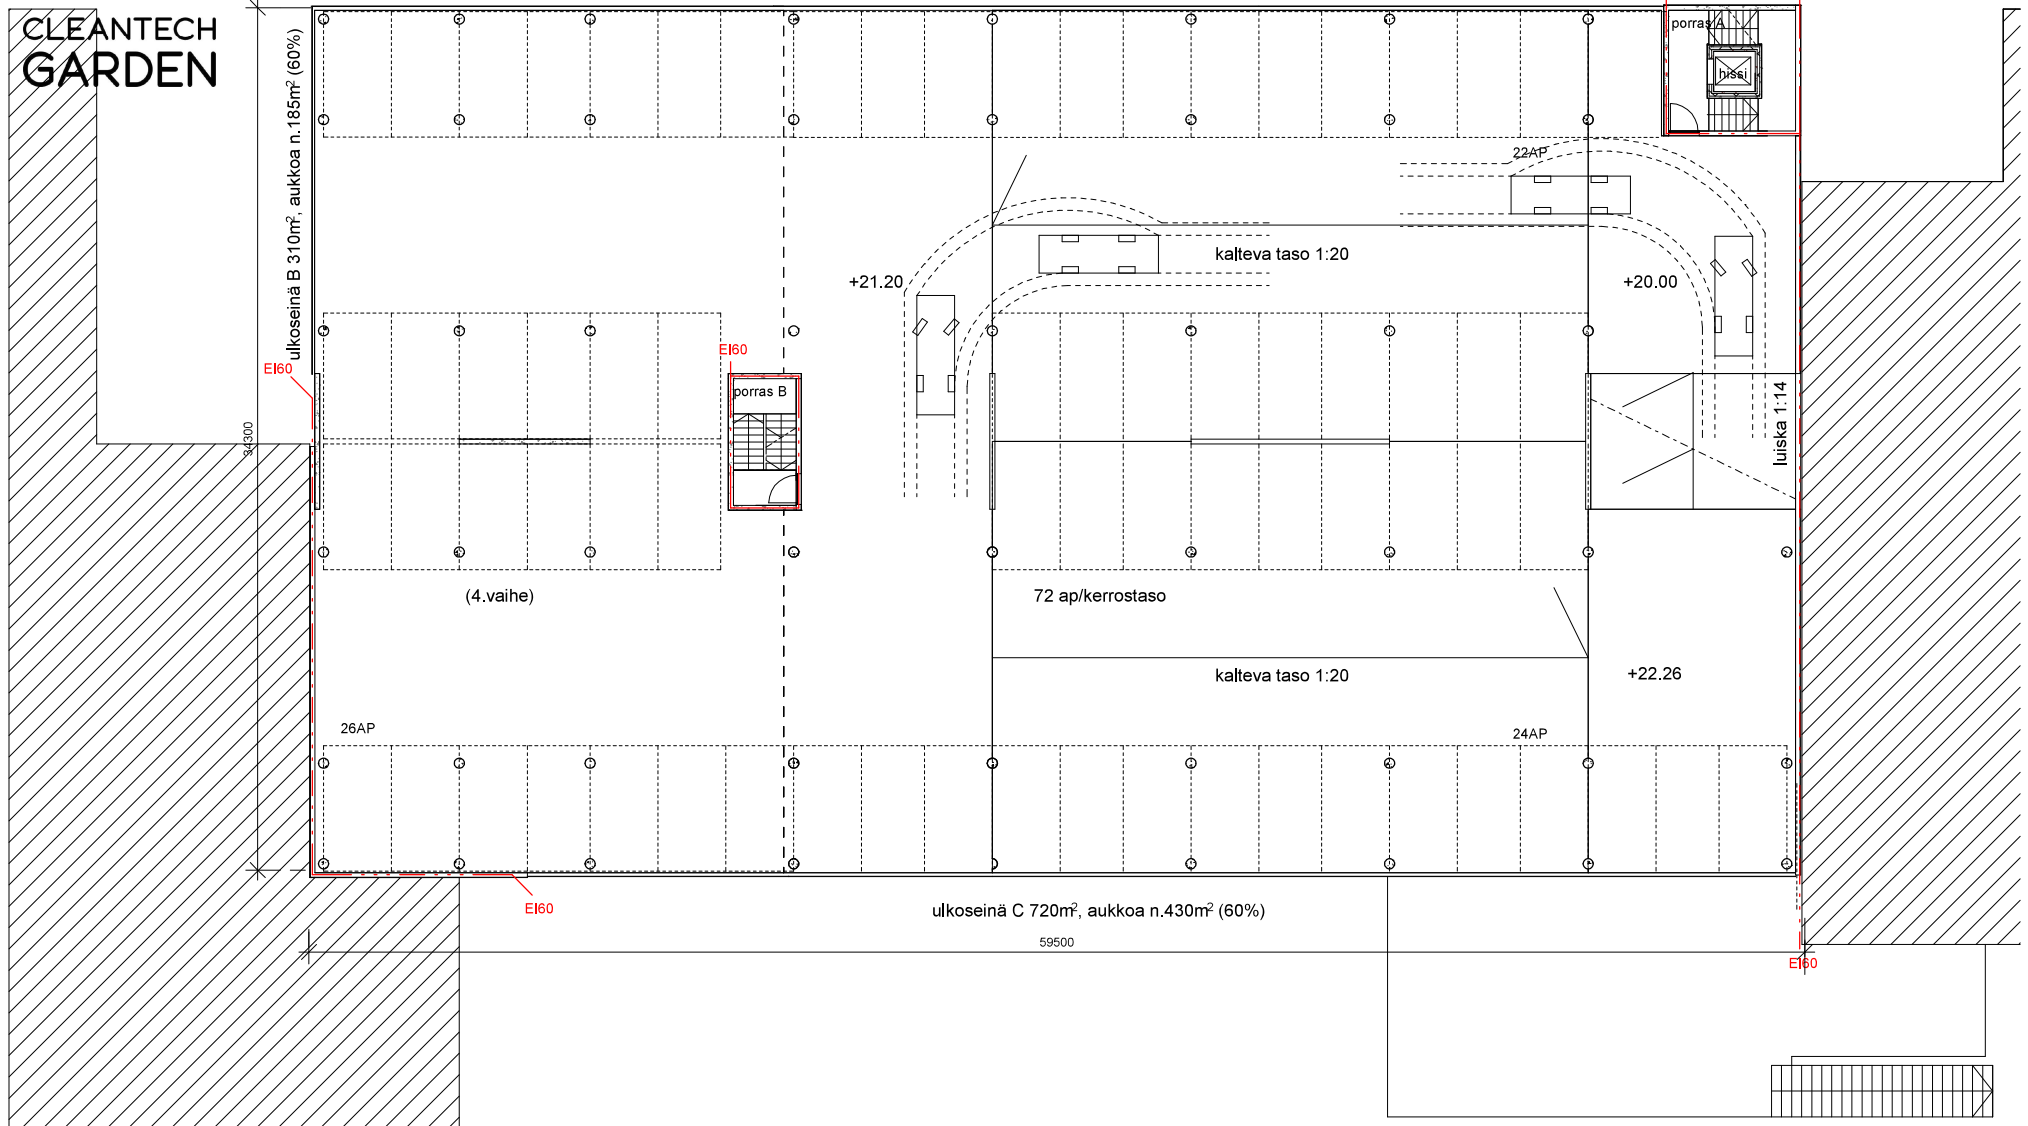 CLEANTECH
GARDEN
ulkoseinä B 310m², aukkoa n.185m² (60%)
porras A
hissi
22AP
kalteva taso 1:20
+21.20
+20.00
EI60
EI60
porras B
luiska 1:14
34300
(4.vaihe)
72 ap/kerrostaso
kalteva taso 1:20
+22.26
26AP
24AP
EI60
ulkoseinä C 720m², aukkoa n.430m² (60%)
59500
EI60